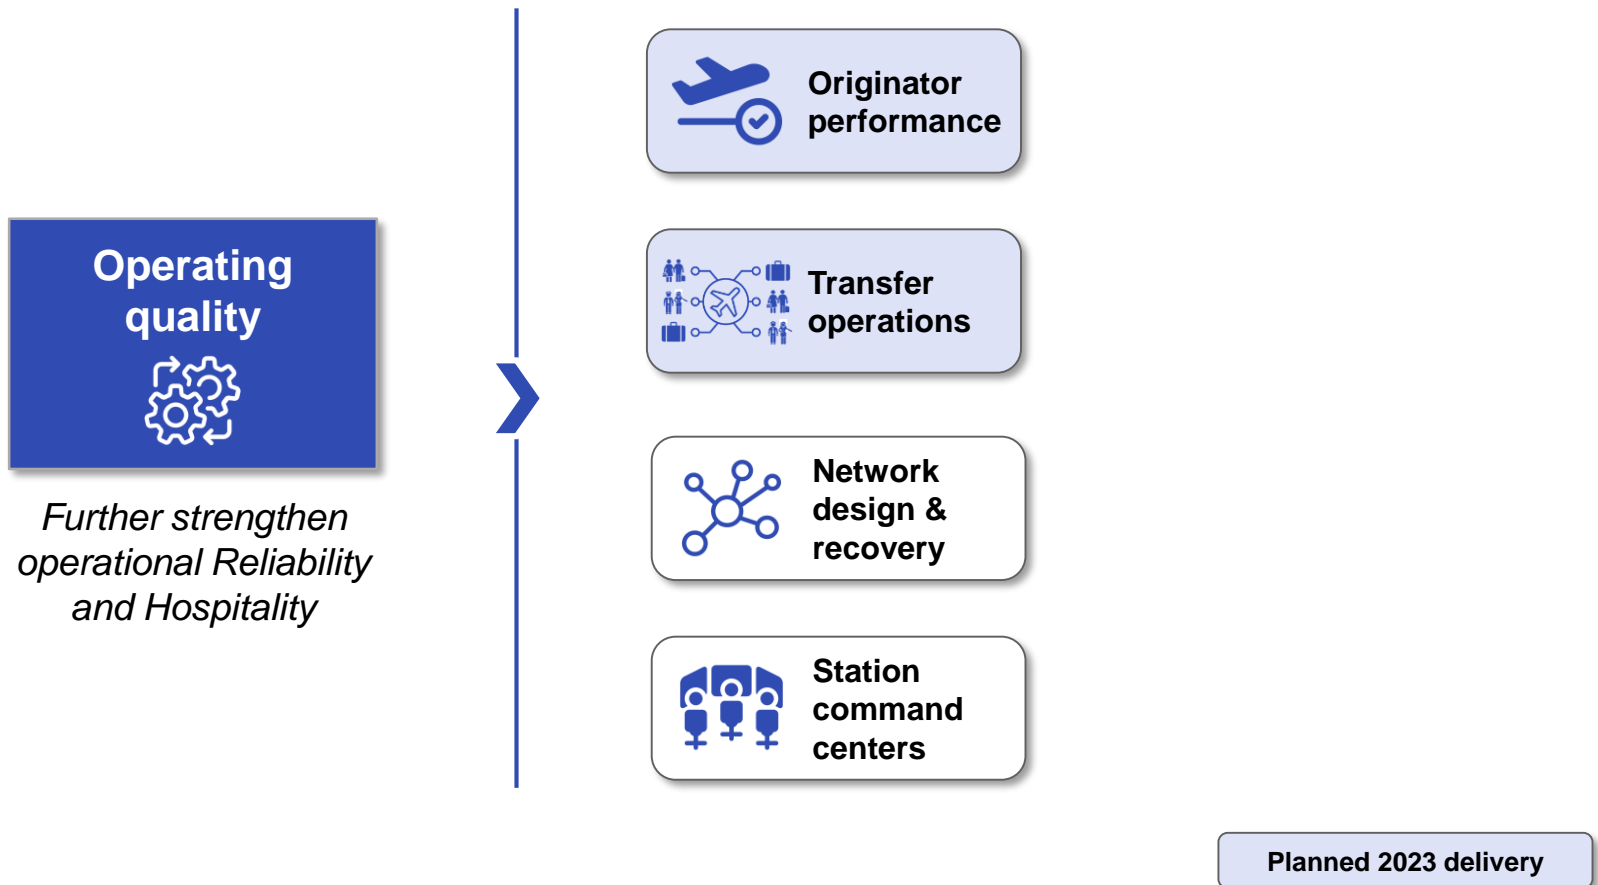 Operating
quality
Further strengthen
operational Reliability
and Hospitality
Originator
performance
Transfer
operations
Network
design &
recovery
Station
command
centers
Planned 2023 delivery